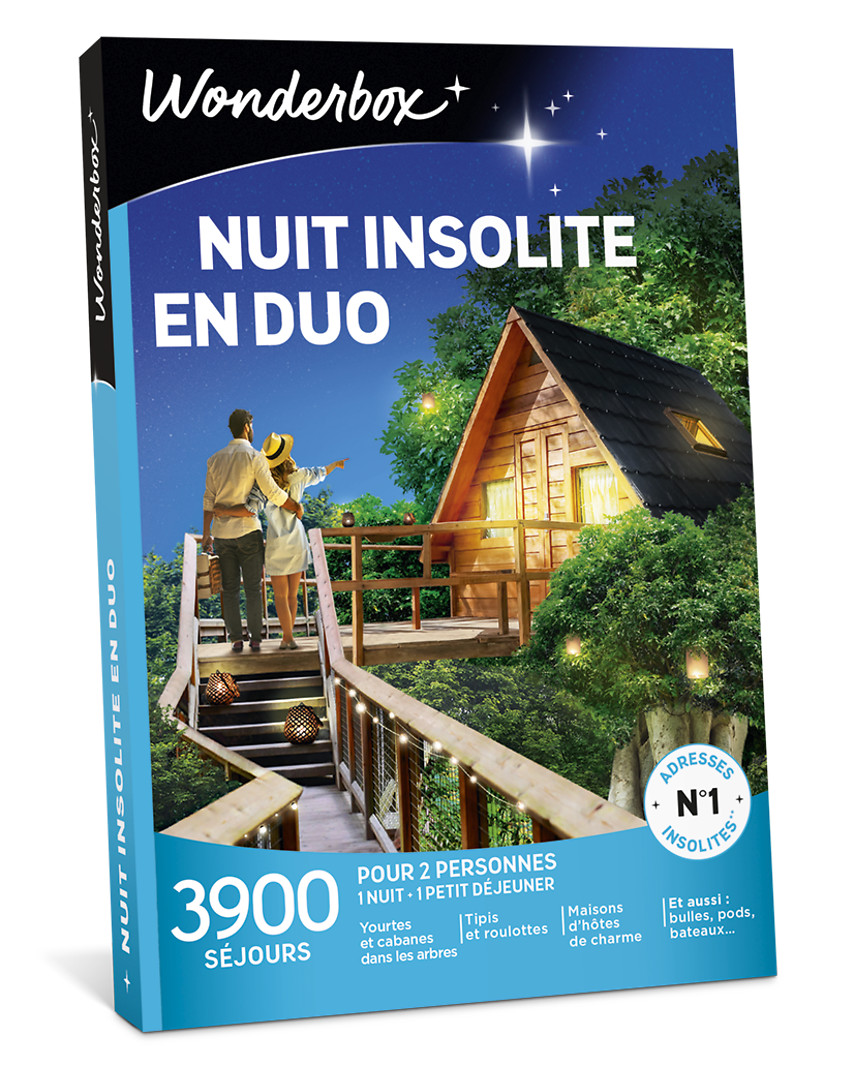 Wonderbox
NUIT INSOLITE
EN DUO
Wonderbox
NUIT INSOLITE EN DUO
ADRESSES
N°1
INSOLITES**
3900
SÉJOURS
POUR 2 PERSONNES
1 NUIT + 1 PETIT DÉJEUNER
Yourtes
et cabanes
dans les arbres
Tipis
et roulottes
Maisons
d'hôtes
de charme
Et aussi :
bulles, pods,
bateaux...